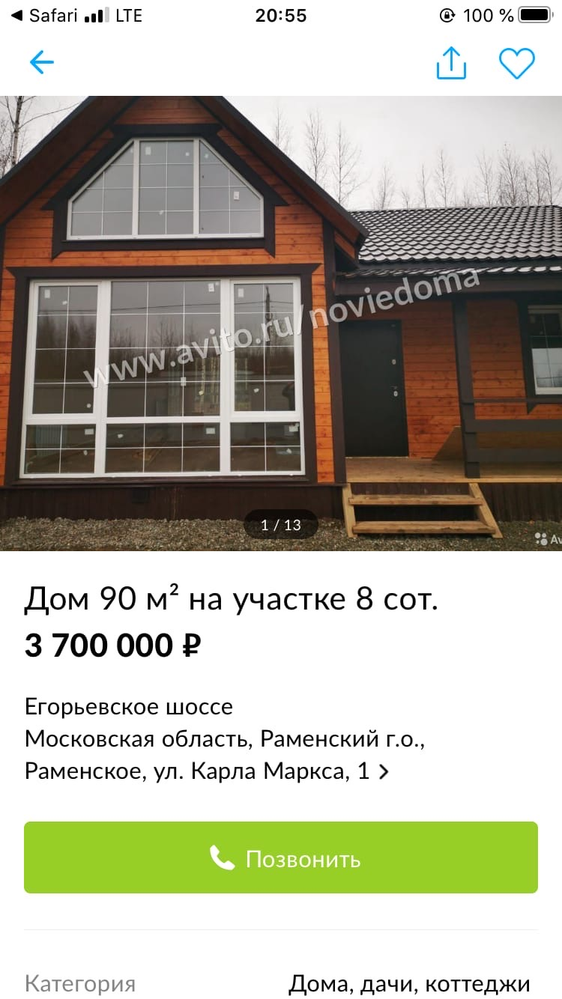 Safari LTE 20:55 100 %
www.avito.ru/noviedoma
1 / 13
Av
Дом 90 м² на участке 8 сот.
3 700 000 ₽
Егорьевское шоссе
Московская область, Раменский г.о.,
Раменское, ул. Карла Маркса, 1
Позвонить
Категория Дома, дачи, коттеджи